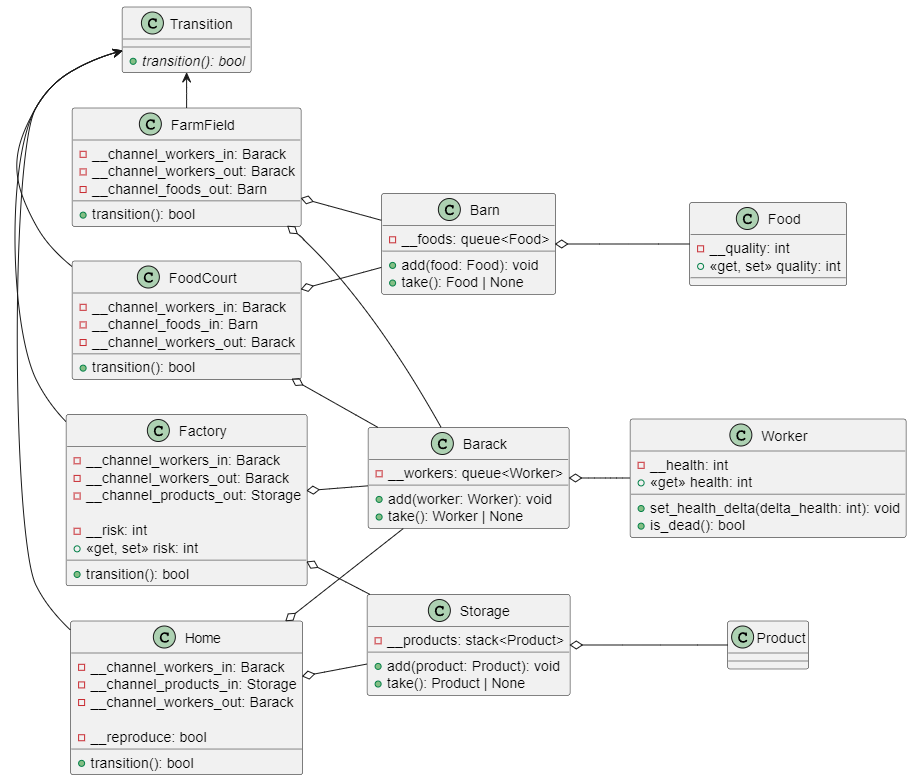 C Transition
transition(): bool
C FarmField
__channel_workers_in: Barack
__channel_workers_out: Barack
__channel_foods_out: Barn
transition(): bool
C Barn
__foods: queue<Food>
add(food: Food): void
take(): Food | None
C Food
__quality: int
«get, set» quality: int
C FoodCourt
__channel_workers_in: Barack
__channel_foods_in: Barn
__channel_workers_out: Barack
transition(): bool
C Factory
__channel_workers_in: Barack
__channel_workers_out: Barack
__channel_products_out: Storage
__risk: int
«get, set» risk: int
transition(): bool
C Barack
__workers: queue<Worker>
add(worker: Worker): void
take(): Worker | None
C Worker
__health: int
«get» health: int
set_health_delta(delta_health: int): void
is_dead(): bool
C Home
__channel_workers_in: Barack
__channel_products_in: Storage
__channel_workers_out: Barack
__reproduce: bool
transition(): bool
C Storage
__products: stack<Product>
add(product: Product): void
take(): Product | None
C Product